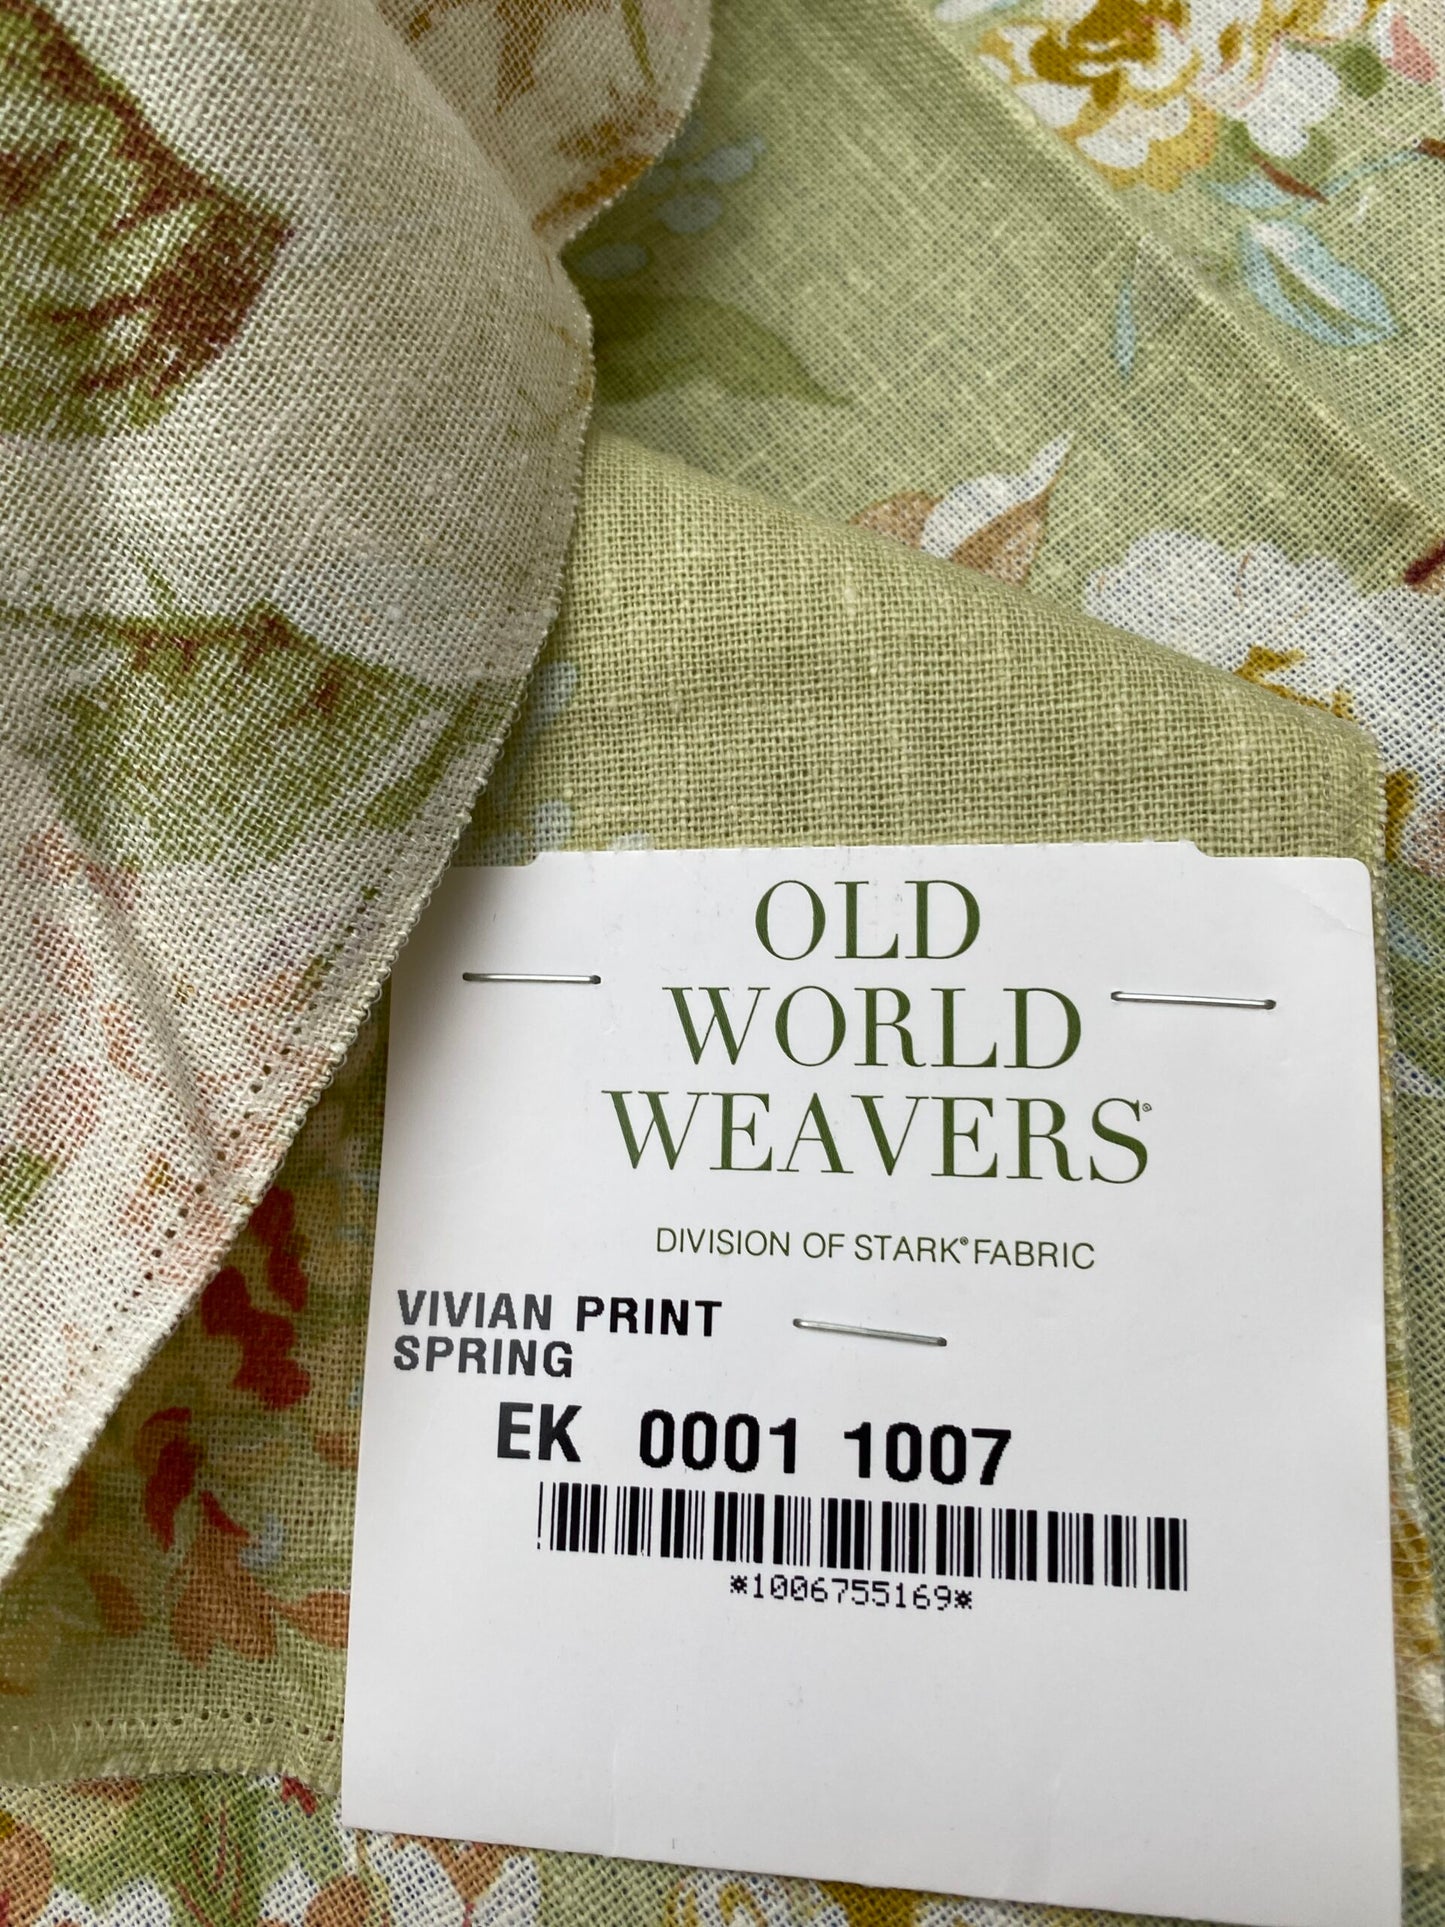 OLD
WORLD
WEAVERS®
DIVISION OF STARK® FABRIC
VIVIAN PRINT
SPRING
EK 0001 1007
*1006755169*